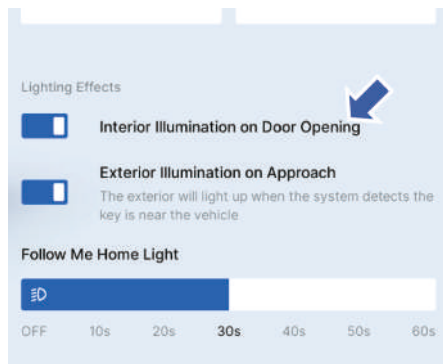 Lighting Effects
Interior Illumination on Door Opening
Exterior Illumination on Approach
The exterior will light up when the system detects the
key is near the vehicle
Follow Me Home Light
OFF 10s 20s 30s 40s 50s 60s